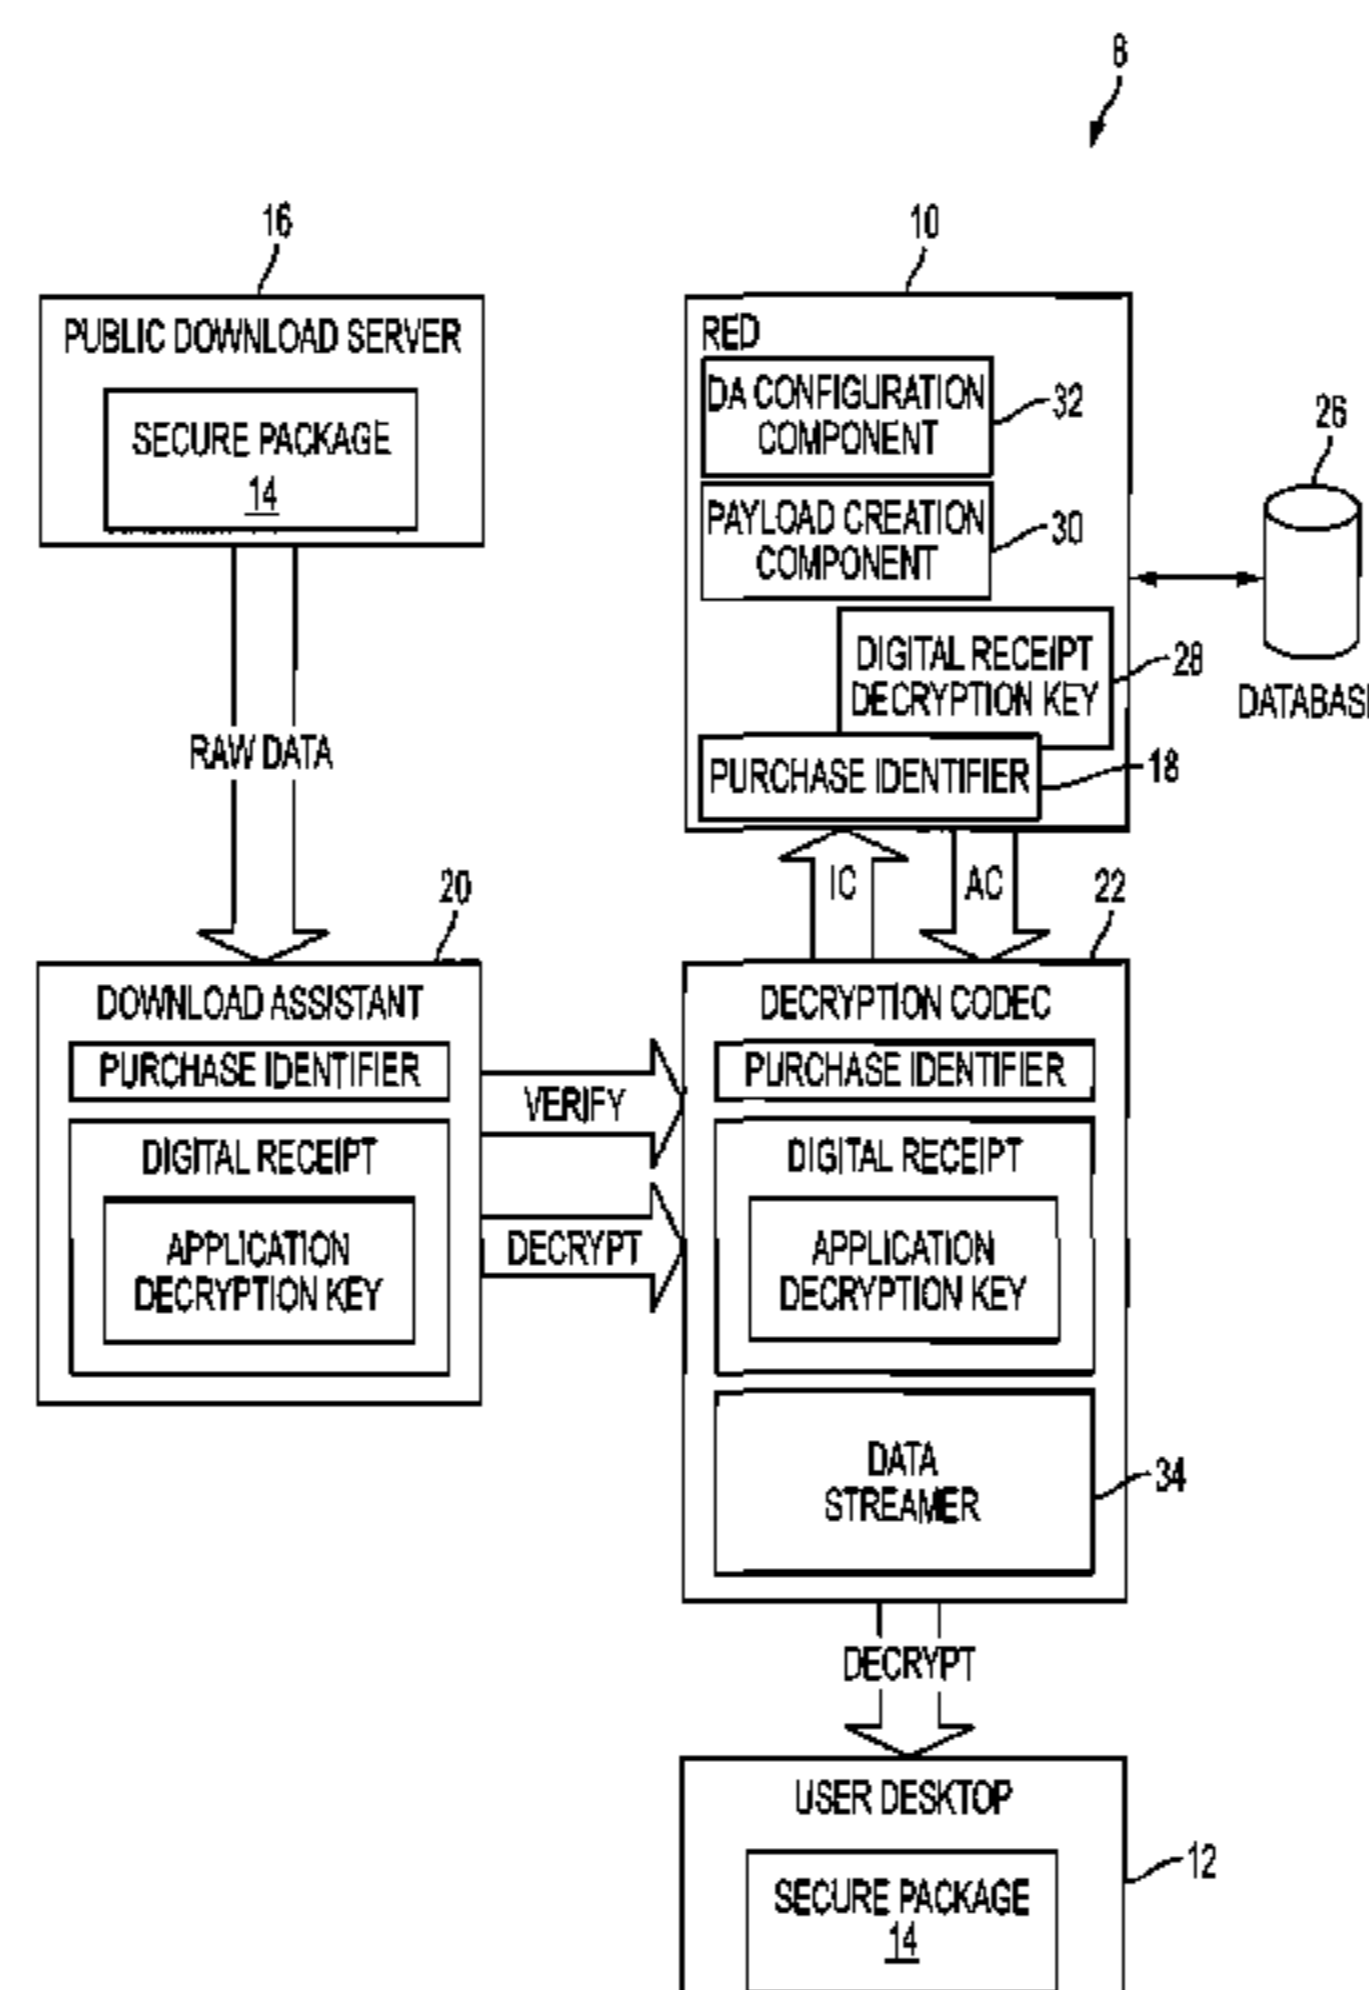 8
16
10
PUBLIC DOWNLOAD SERVER
SECURE PACKAGE
14
RED
DA CONFIGURATION
COMPONENT
32
PAYLOAD CREATION
COMPONENT
30
26
DIGITAL RECEIPT
DECRYPTION KEY
28
DATABASE
PURCHASE IDENTIFIER
18
RAW DATA
IC
AC
20
22
DOWNLOAD ASSISTANT
PURCHASE IDENTIFIER
DIGITAL RECEIPT
APPLICATION
DECRYPTION KEY
VERIFY
DECRYPT
DECRYPTION CODEC
PURCHASE IDENTIFIER
DIGITAL RECEIPT
APPLICATION
DECRYPTION KEY
DATA
STREAMER
34
DECRYPT
USER DESKTOP
SECURE PACKAGE
14
12